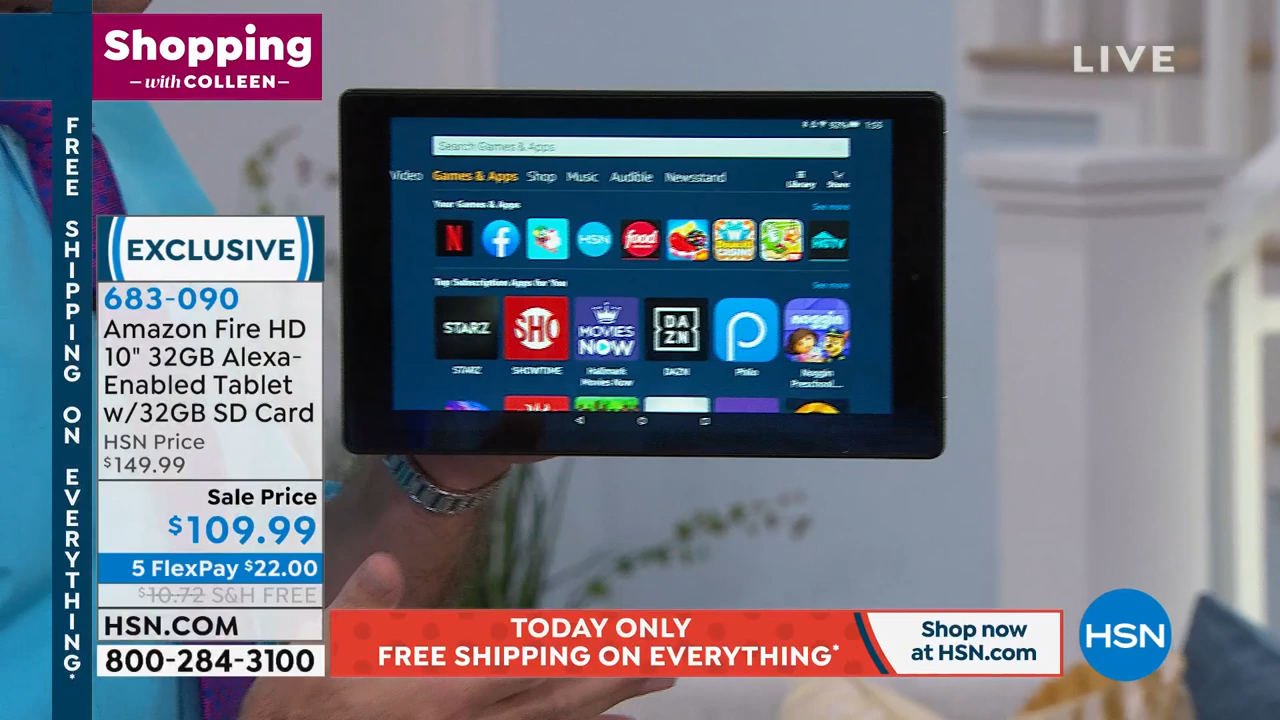 Shopping
with COLLEEN
LIVE
FREE SHIPPING ON EVERYTHING*
EXCLUSIVE
683-090
Amazon Fire HD
10" 32GB Alexa-
Enabled Tablet
w/32GB SD Card
HSN Price
$149.99
Sale Price
$109.99
5 FlexPay $22.00
$10.72 S&H FREE
HSN.COM
800-284-3100
Search Games & Apps
Video Games & Apps Shop Music Audible Newsstand
Library Store
Your Games & Apps See more
N f HSN food HGTV
Top Subscription Apps for You See more
STARZ SHO MOVIES NOW DAZN noggin
STARZ SHOWTIME Hallmark Movies Now DAZN Philo Noggin Preschool...
TODAY ONLY
FREE SHIPPING ON EVERYTHING*
Shop now
at HSN.com
HSN